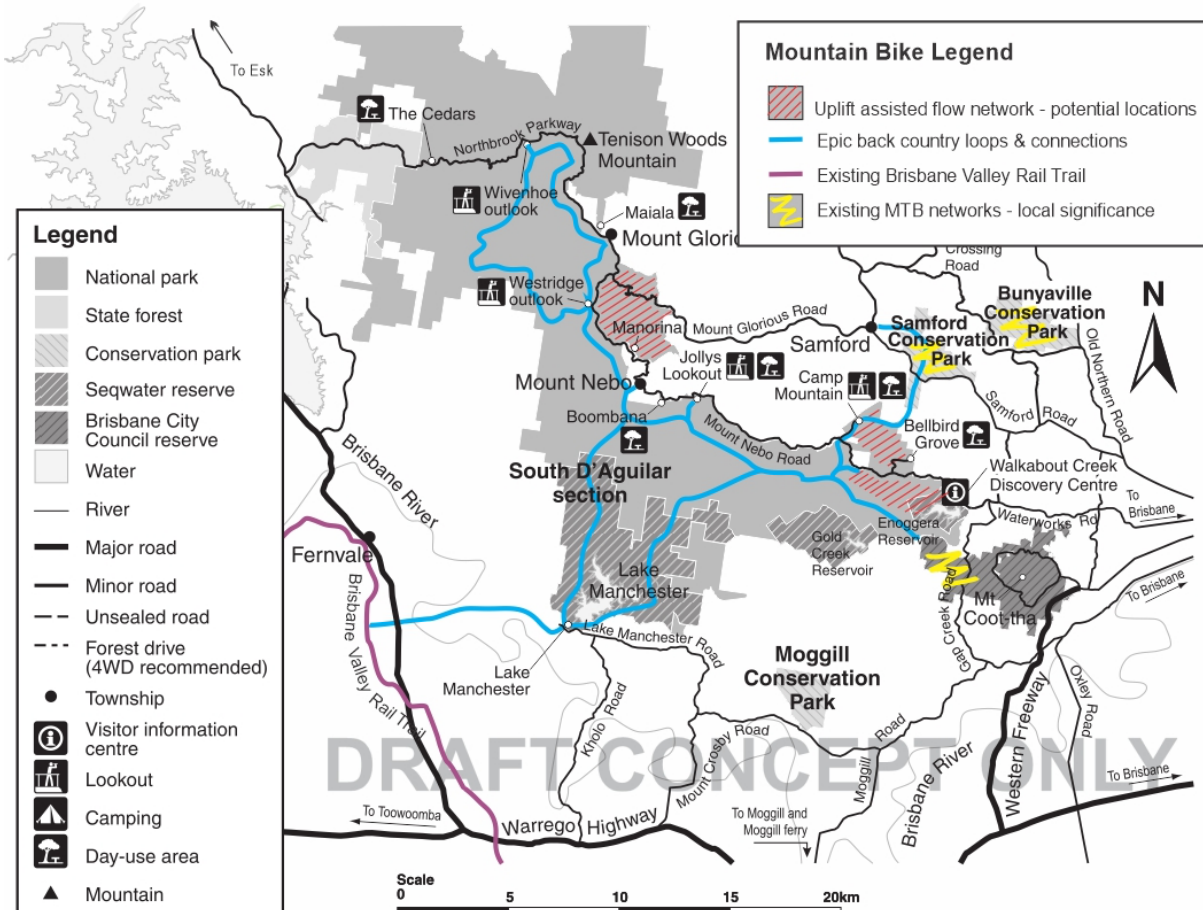 To Esk
The Cedars
Northbrook Parkway
Tenison Woods
Mountain
Wivenhoe
outlook
Maiala
Mount Glorio
Westridge
outlook
Manorina
Mount Glorious Road
Samford
Jollys
Lookout
Mount Nebo
Boombana
Camp
Mountain
Mount Nebo Road
Bellbird
Grove
Samford
Conservation
Park
Bunyaville
Conservation
Park
Crossing
Road
Old Northern Road
Samford Road
Walkabout Creek
Discovery Centre
To
Brisbane
Waterworks Rd
Enoggera
Reservoir
Gold
Creek
Reservoir
South D'Aguilar
section
Brisbane River
Fernvale
Brisbane Valley Rail Trail
Lake
Manchester
Lake Manchester Road
Lake
Manchester
Gap Creek Road
Mt
Coot-tha
To Brisbane
Moggill
Conservation
Park
Kholo Road
Mount Crosby Road
Moggill Road
Moggill
Brisbane River
Western Freeway
Oxley Road
To Brisbane
DRAFT CONCEPT ONLY
To Toowoomba
Warrego Highway
To Moggill and
Moggill ferry
N
Mountain Bike Legend
Uplift assisted flow network - potential locations
Epic back country loops & connections
Existing Brisbane Valley Rail Trail
Existing MTB networks - local significance
Legend
National park
State forest
Conservation park
Seqwater reserve
Brisbane City
Council reserve
Water
River
Major road
Minor road
Unsealed road
Forest drive
(4WD recommended)
Township
Visitor information
centre
Lookout
Camping
Day-use area
Mountain
Scale
0 5 10 15 20km